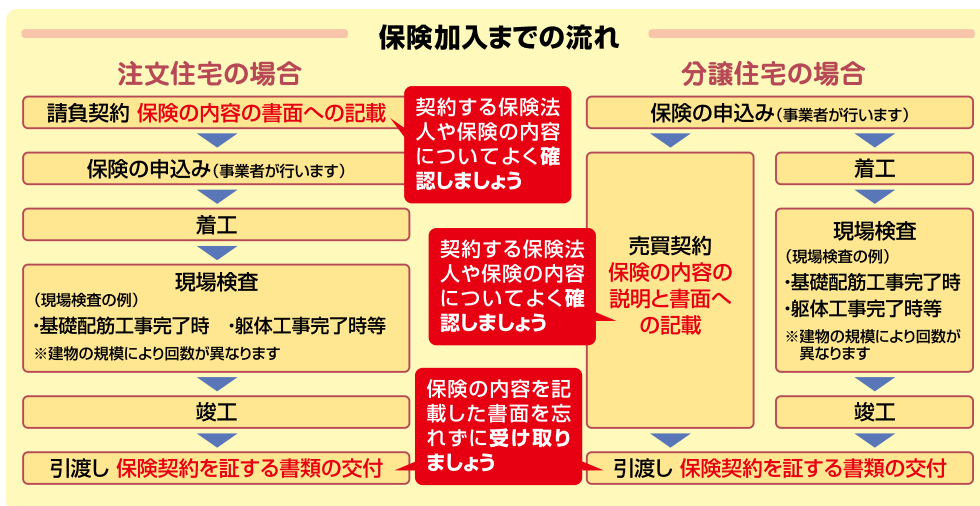 保険加入までの流れ
注文住宅の場合
請負契約 保険の内容の書面への記載
保険の申込み（事業者が行います）
着工
現場検査
（現場検査の例）
・基礎配筋工事完了時　・躯体工事完了時等
※建物の規模により回数が異なります
竣工
引渡し 保険契約を証する書類の交付
契約する保険法
人や保険の内容
についてよく確
認しましょう
契約する保険法
人や保険の内容
についてよく確
認しましょう
保険の内容を記
載した書面を忘
れずに受け取り
ましょう
分譲住宅の場合
保険の申込み（事業者が行います）
売買契約
保険の内容の
説明と書面へ
の記載
着工
現場検査
（現場検査の例）
・基礎配筋工事完了時
・躯体工事完了時等
※建物の規模により回数が
異なります
竣工
引渡し 保険契約を証する書類の交付